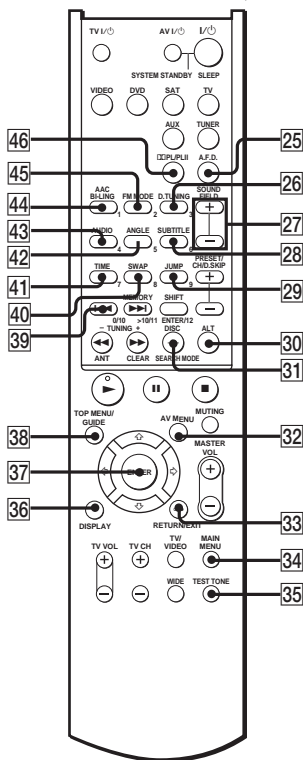 TV I/⏻ AV I/⏻ I/⏻
SYSTEM STANDBY SLEEP
VIDEO DVD SAT TV
AUX TUNER
46 ▯▯PL/PLII A.F.D. 25
45 AAC BI-LING FM MODE D.TUNING SOUND FIELD 26
44 1 2 3 + 27
43 AUDIO ANGLE SUBTITLE −
42 4 5 6 28
41 TIME SWAP JUMP PRESET/ CH/D.SKIP +
40 7 8 9 29
39 MEMORY SHIFT −
0/10 >10/11 ENTER/12
− TUNING + DISC ALT 30
ANT CLEAR SEARCH MODE 31
38 TOP MENU/ GUIDE AV MENU MUTING 32
37 ENTER MASTER VOL +
36 −
DISPLAY RETURN/EXIT 33
TV VOL TV CH TV/ VIDEO MAIN MENU 34
+ +
− − WIDE TEST TONE 35